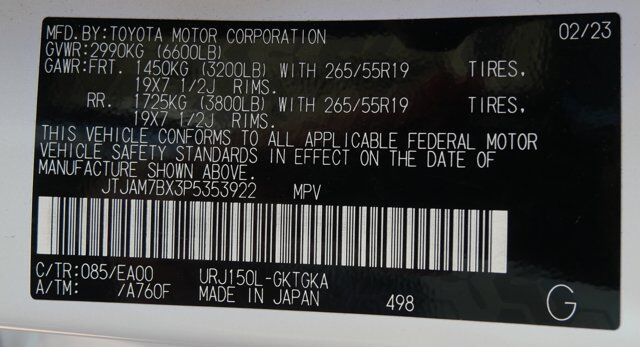 MFD.BY:TOYOTA MOTOR CORPORATION 02/23
GVWR:2990KG (6600LB)
GAWR:FRT. 1450KG (3200LB) WITH 265/55R19 TIRES,
19X7 1/2J RIMS.
RR. 1725KG (3800LB) WITH 265/55R19 TIRES,
19X7 1/2J RIMS.
THIS VEHICLE CONFORMS TO ALL APPLICABLE FEDERAL MOTOR
VEHICLE SAFETY STANDARDS IN EFFECT ON THE DATE OF
MANUFACTURE SHOWN ABOVE.
JTJAM7BX3P5353922 MPV
C/TR:085/EA00 URJ150L-GKTGKA
A/TM: /A760F MADE IN JAPAN 498 G